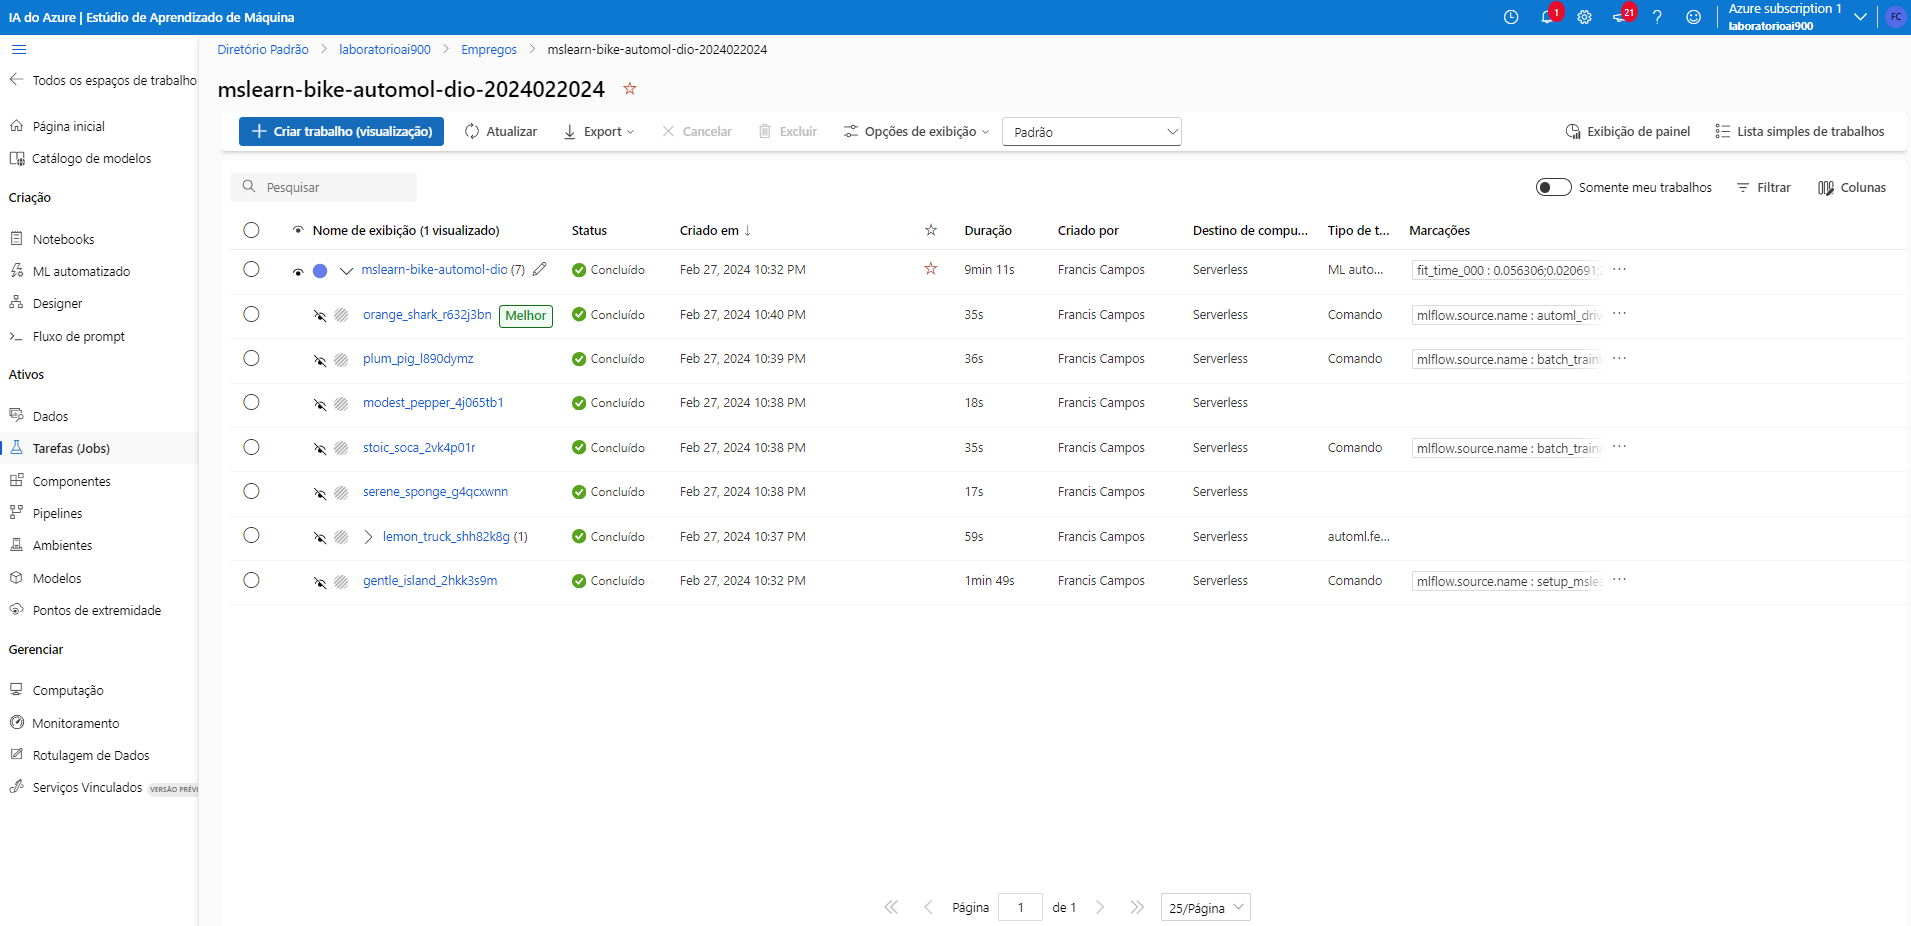 IA do Azure | Estúdio de Aprendizado de Máquina
1
21
?
Azure subscription 1
laboratorioai900
FC
Todos os espaços de trabalho
Página inicial
Catálogo de modelos
Criação
Notebooks
ML automatizado
Designer
Fluxo de prompt
Ativos
Dados
Tarefas (Jobs)
Componentes
Pipelines
Ambientes
Modelos
Pontos de extremidade
Gerenciar
Computação
Monitoramento
Rotulagem de Dados
Serviços Vinculados VERSÃO PRÉVI
Diretório Padrão > laboratorioai900 > Empregos > mslearn-bike-automol-dio-2024022024
mslearn-bike-automol-dio-2024022024
Criar trabalho (visualização) Atualizar Export Cancelar Excluir Opções de exibição Padrão Exibição de painel Lista simples de trabalhos
Pesquisar Somente meu trabalhos Filtrar Colunas
Nome de exibição (1 visualizado) Status Criado em ↓ Duração Criado por Destino de compu... Tipo de t... Marcações
mslearn-bike-automol-dio (7) Concluído Feb 27, 2024 10:32 PM 9min 11s Francis Campos Serverless ML auto... fit_time_000 : 0.056306;0.020691; ...
orange_shark_r632j3bn Melhor Concluído Feb 27, 2024 10:40 PM 35s Francis Campos Serverless Comando mlflow.source.name : automl_driv ...
plum_pig_l890dymz Concluído Feb 27, 2024 10:39 PM 36s Francis Campos Serverless Comando mlflow.source.name : batch_traini ...
modest_pepper_4j065tb1 Concluído Feb 27, 2024 10:38 PM 18s Francis Campos Serverless
stoic_soca_2vk4p01r Concluído Feb 27, 2024 10:38 PM 35s Francis Campos Serverless Comando mlflow.source.name : batch_traini ...
serene_sponge_g4qcxwnn Concluído Feb 27, 2024 10:38 PM 17s Francis Campos Serverless
lemon_truck_shh82k8g (1) Concluído Feb 27, 2024 10:37 PM 59s Francis Campos Serverless automl.fe...
gentle_island_2hkk3s9m Concluído Feb 27, 2024 10:32 PM 1min 49s Francis Campos Serverless Comando mlflow.source.name : setup_mslea ...
Página 1 de 1 25/Página